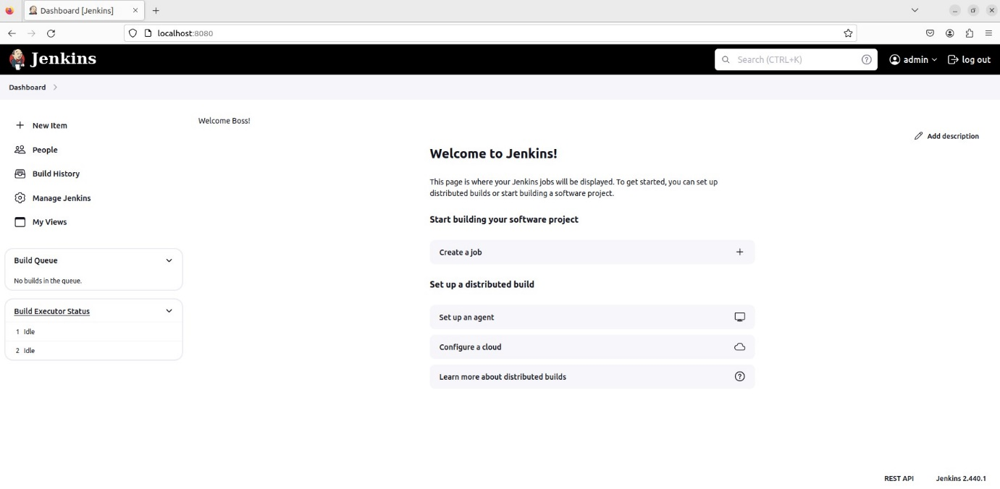 Dashboard [Jenkins]
localhost:8080
Jenkins
Search (CTRL+K)
admin
log out
Dashboard
New Item
People
Build History
Manage Jenkins
My Views
Build Queue
No builds in the queue.
Build Executor Status
1 Idle
2 Idle
Welcome Boss!
Add description
Welcome to Jenkins!
This page is where your Jenkins jobs will be displayed. To get started, you can set up
distributed builds or start building a software project.
Start building your software project
Create a job
Set up a distributed build
Set up an agent
Configure a cloud
Learn more about distributed builds
REST API
Jenkins 2.440.1